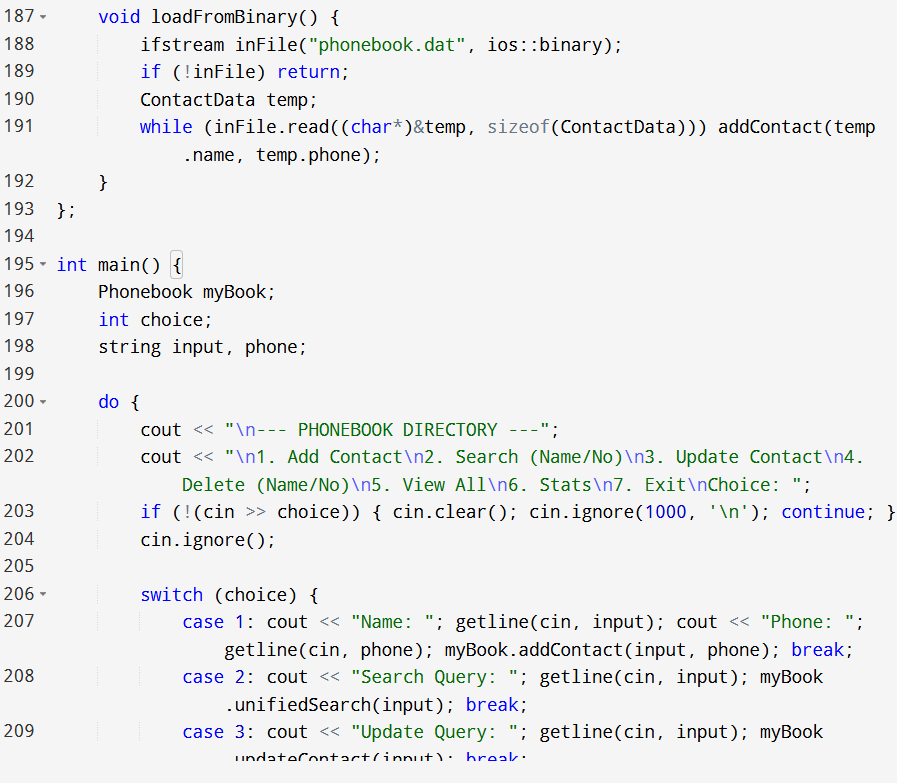 187 void loadFromBinary() {
188 ifstream inFile("phonebook.dat", ios::binary);
189 if (!inFile) return;
190 ContactData temp;
191 while (inFile.read((char*)&temp, sizeof(ContactData))) addContact(temp
.name, temp.phone);
192 }
193 };
194
195 int main() {
196 Phonebook myBook;
197 int choice;
198 string input, phone;
199
200 do {
201 cout << "\n--- PHONEBOOK DIRECTORY ---";
202 cout << "\n1. Add Contact\n2. Search (Name/No)\n3. Update Contact\n4.
Delete (Name/No)\n5. View All\n6. Stats\n7. Exit\nChoice: ";
203 if (!(cin >> choice)) { cin.clear(); cin.ignore(1000, '\n'); continue; }
204 cin.ignore();
205
206 switch (choice) {
207 case 1: cout << "Name: "; getline(cin, input); cout << "Phone: ";
getline(cin, phone); myBook.addContact(input, phone); break;
208 case 2: cout << "Search Query: "; getline(cin, input); myBook
.unifiedSearch(input); break;
209 case 3: cout << "Update Query: "; getline(cin, input); myBook
.updateContact(input); break;